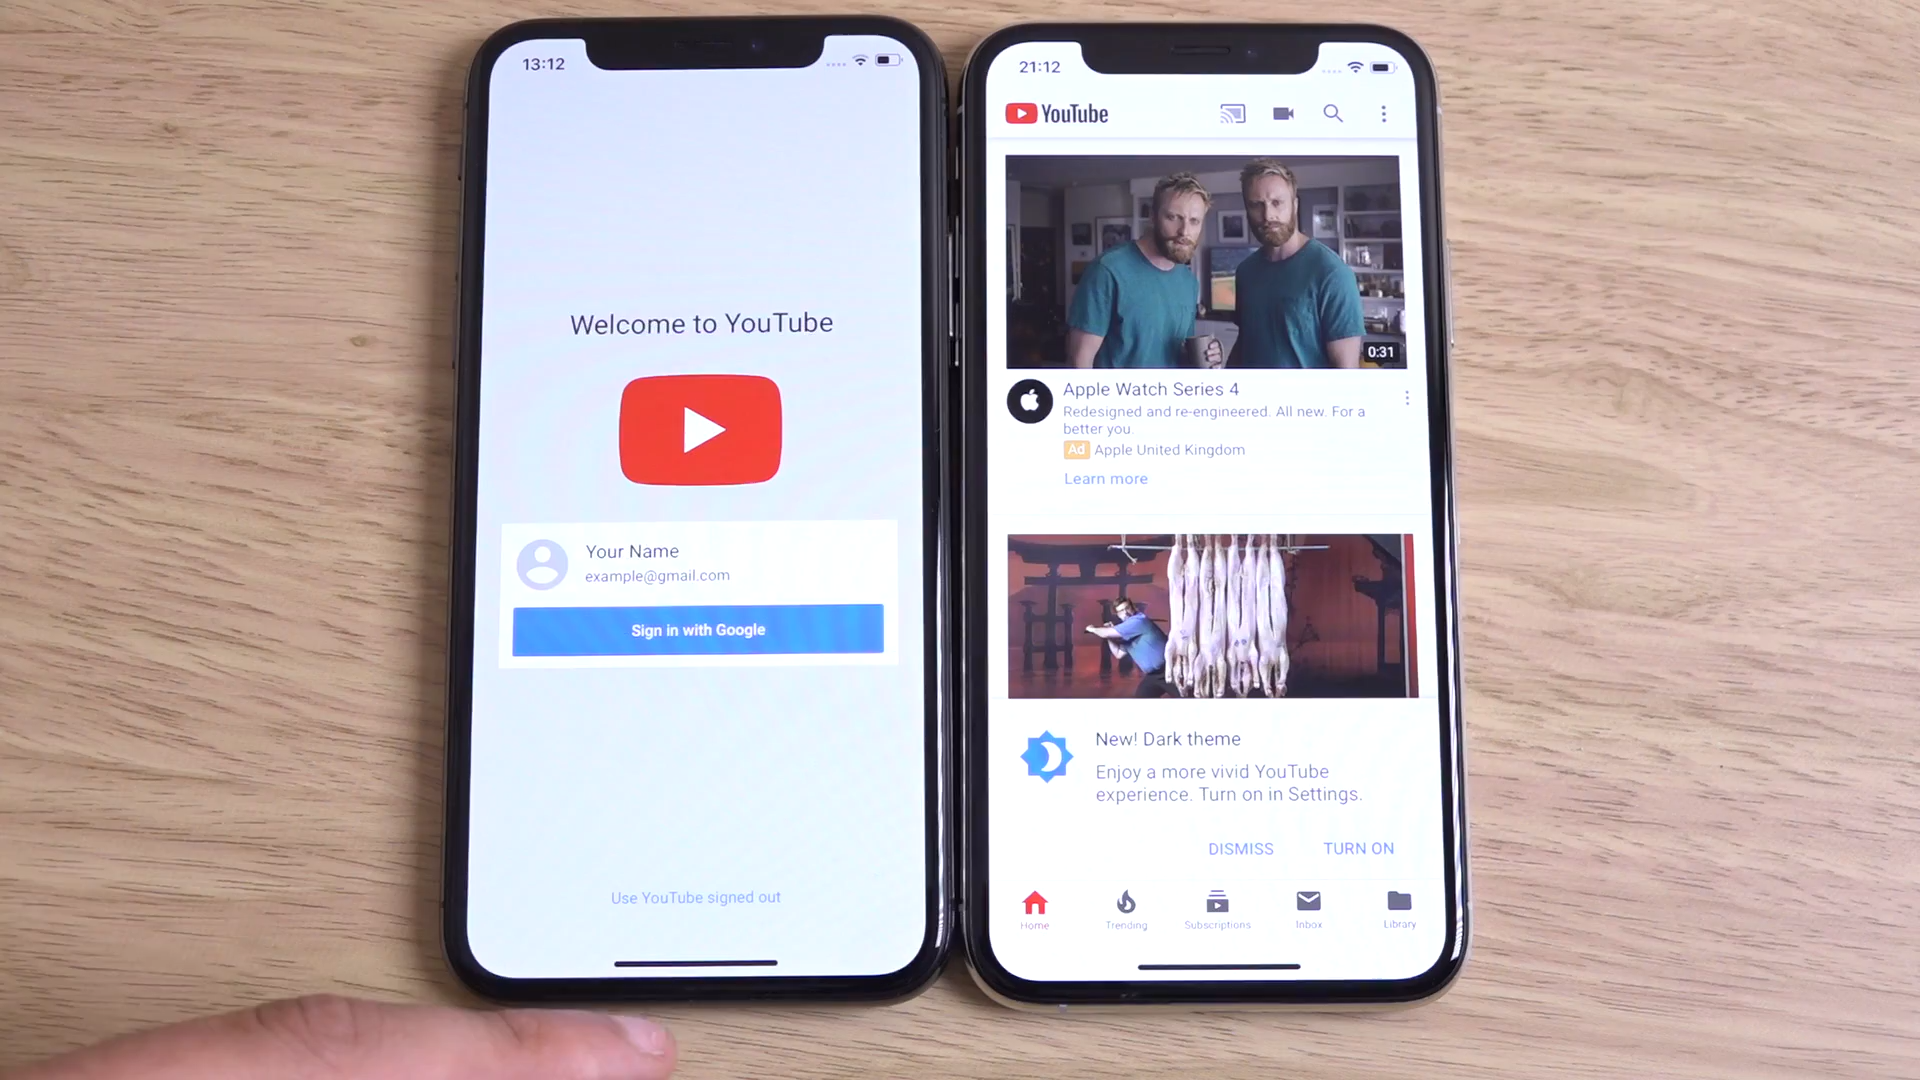 13:12
Welcome to YouTube
Your Name
example@gmail.com
Sign in with Google
Use YouTube signed out
21:12
YouTube
0:31
Apple Watch Series 4
Redesigned and re-engineered. All new. For a
better you.
Ad Apple United Kingdom
Learn more
New! Dark theme
Enjoy a more vivid YouTube
experience. Turn on in Settings.
DISMISS TURN ON
Home Trending Subscriptions Inbox Library